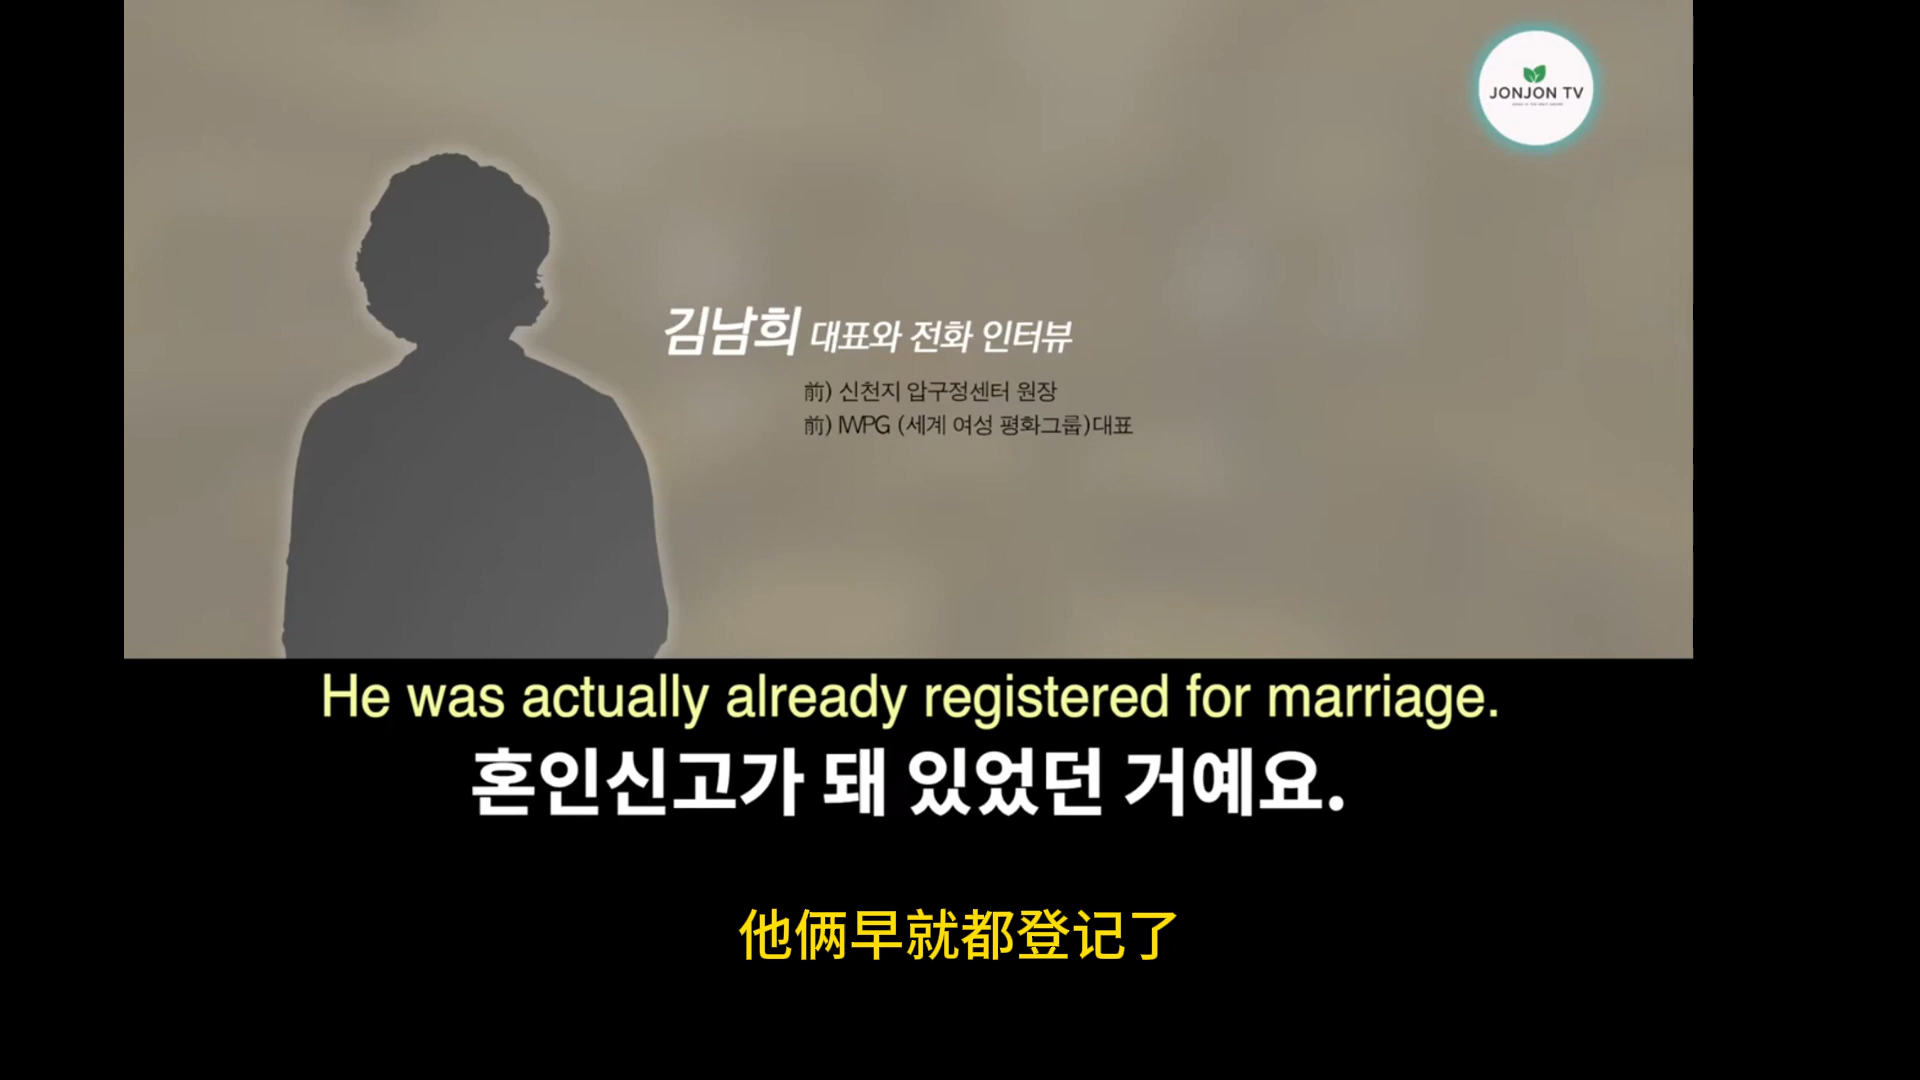 JONJON TV
김남희 대표와 전화 인터뷰
前) 신천지 압구정센터 원장
前) IWPG (세계 여성 평화그룹)대표
He was actually already registered for marriage.
혼인신고가 돼 있었던 거예요.
他俩早就都登记了